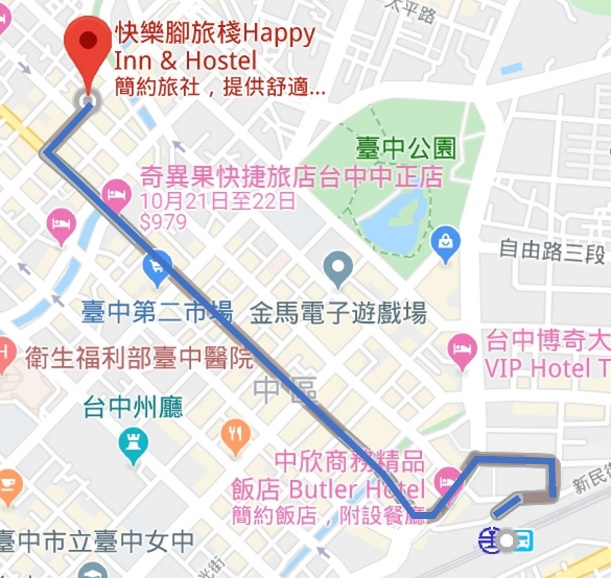 太平路
快樂腳旅棧Happy
Inn & Hostel
簡約旅社，提供舒適...
臺中公園
奇異果快捷旅店台中中正店
10月21日至22日
$979
自由路三段
臺中第二市場
金馬電子遊戲場
台中博奇大
VIP Hotel T
衛生福利部臺中醫院
中區
台中州廳
中欣商務精品
飯店 Butler Hotel
簡約飯店，附設餐廳
新民街
臺中市立臺中女中
光街